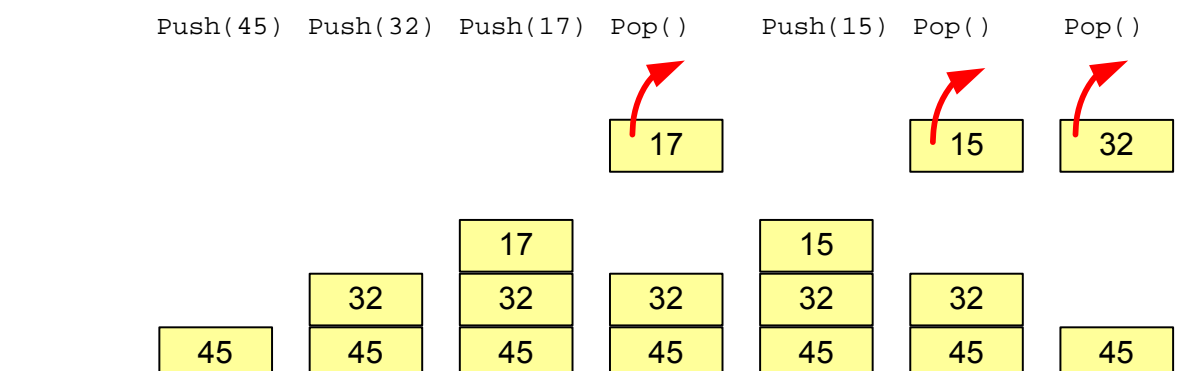 Push(45) Push(32) Push(17) Pop() Push(15) Pop() Pop()
17 15 32
17 15
32 32 32 32 32
45 45 45 45 45 45 45